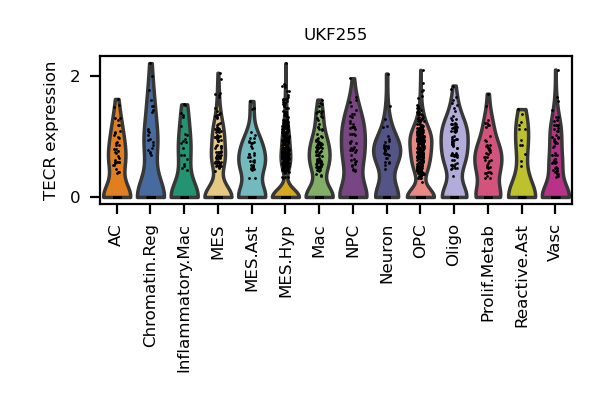 UKF255
TECR expression
2
0
AC
Chromatin.Reg
Inflammatory.Mac
MES
MES.Ast
MES.Hyp
Mac
NPC
Neuron
OPC
Oligo
Prolif.Metab
Reactive.Ast
Vasc